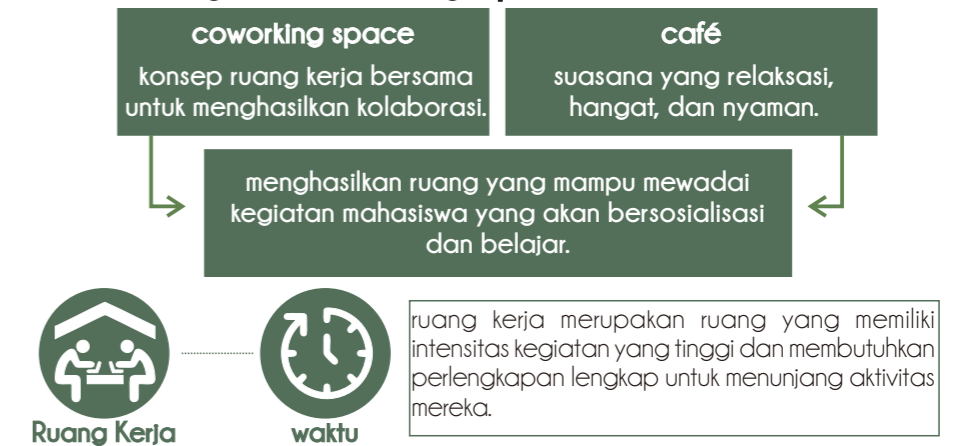 coworking space
konsep ruang kerja bersama
untuk menghasilkan kolaborasi.
café
suasana yang relaksasi,
hangat, dan nyaman.
menghasilkan ruang yang mampu mewadai
kegiatan mahasiswa yang akan bersosialisasi
dan belajar.
Ruang Kerja
waktu
ruang kerja merupakan ruang yang memiliki
intensitas kegiatan yang tinggi dan membutuhkan
perlengkapan lengkap untuk menunjang aktivitas
mereka.